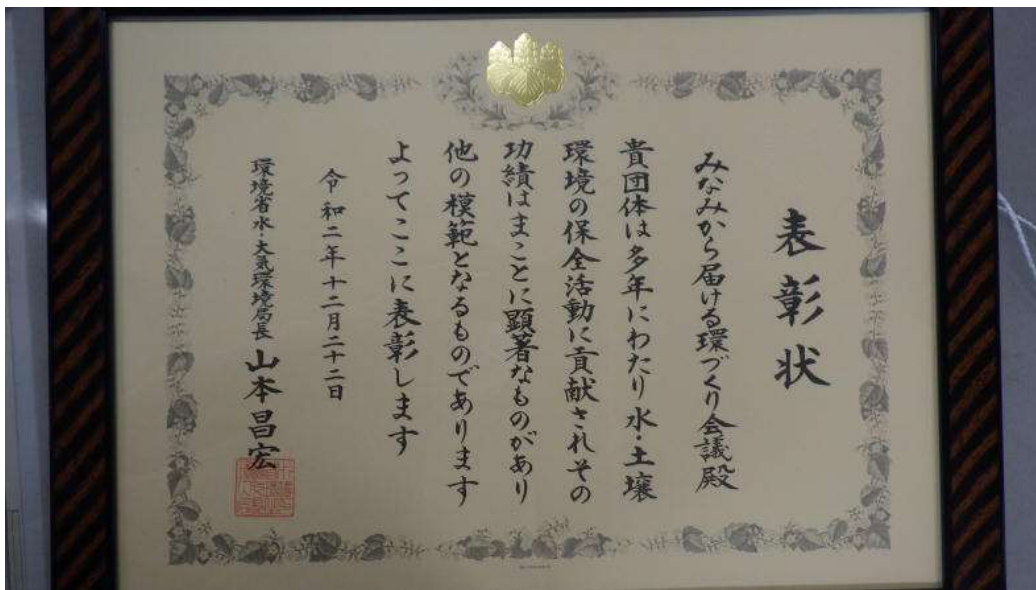 表彰状
みなみから届ける環づくり会議殿
貴団体は多年にわたり水・土壌
環境の保全活動に貢献されその
功績はまことに顕著なものがあり
他の模範となるものであります
よってここに表彰します
令和二年十二月二十二日
環境省水・大気環境局長 山本昌宏